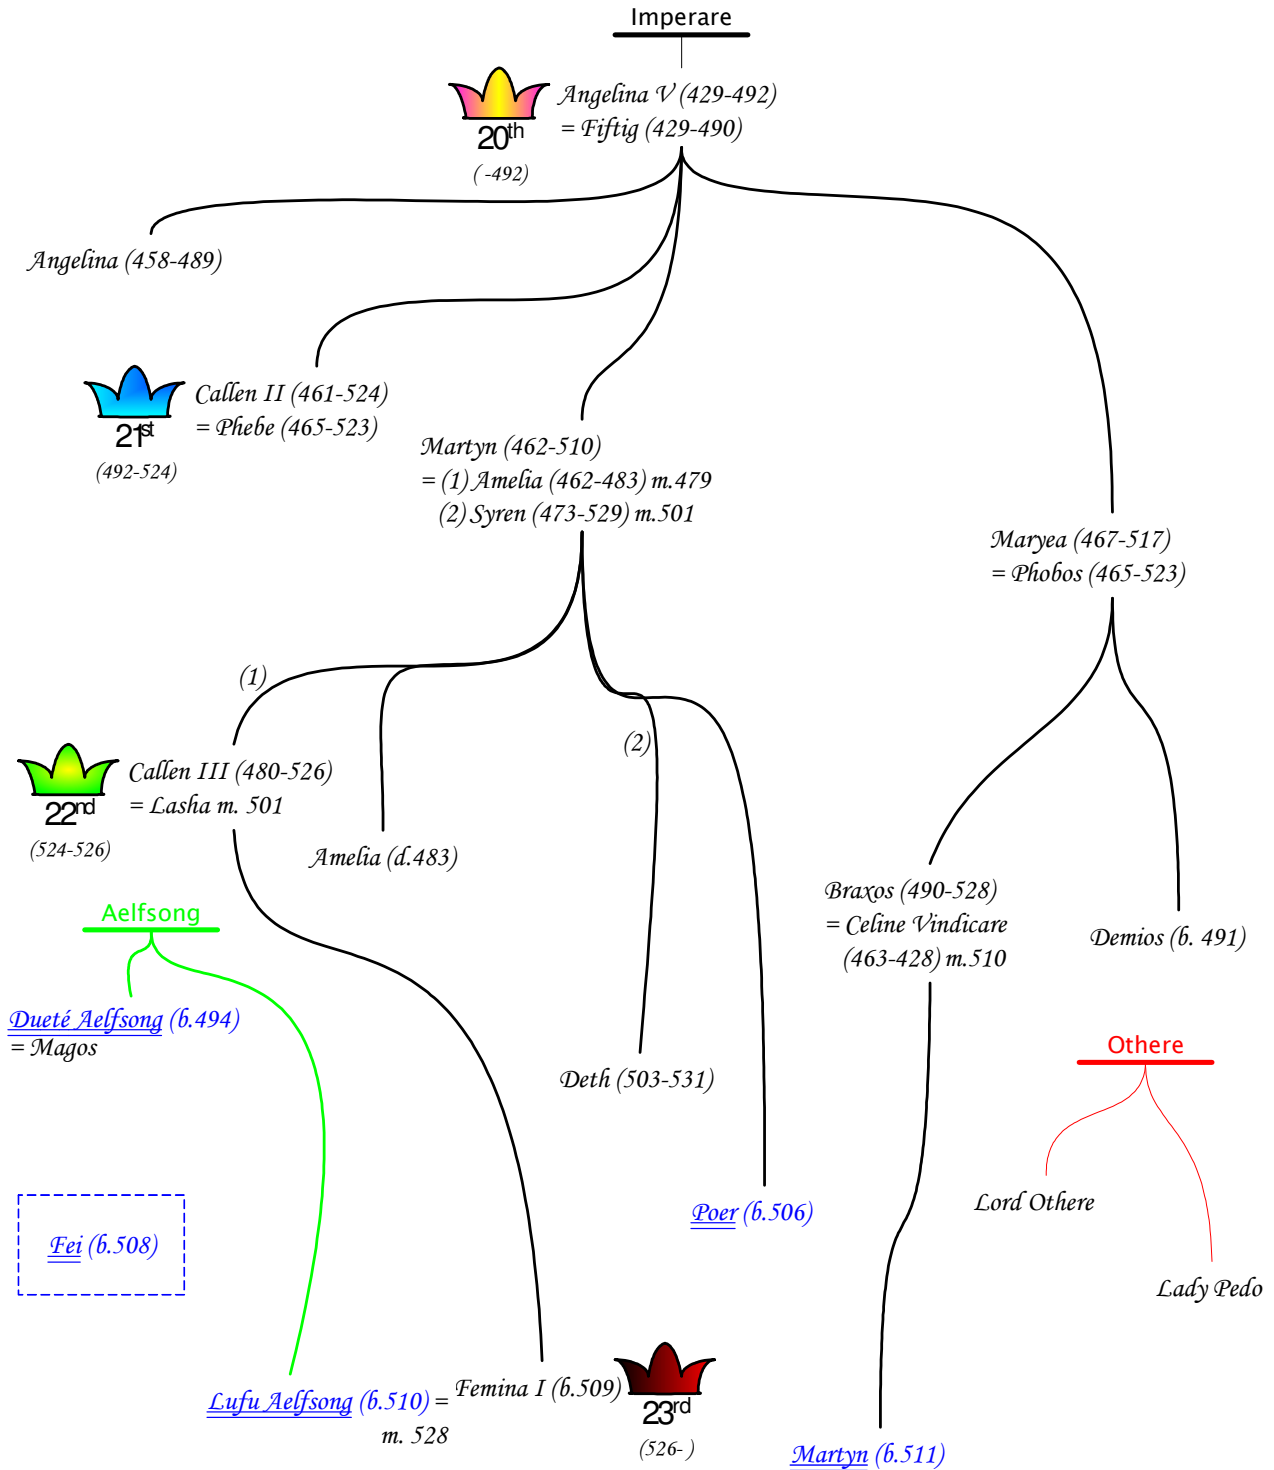 Imperare
20th
( -492)
Angelina V (429-492)
= Fiftig (429-490)
Angelina (458-489)
21st
(492-524)
Callen II (461-524)
= Phebe (465-523)
Martyn (462-510)
= (1) Amelia (462-483) m.479
(2) Syren (473-529) m.501
Maryea (467-517)
= Phobos (465-523)
(1)
(2)
22nd
(524-526)
Callen III (480-526)
= Lasha m. 501
Amelia (d.483)
Braxos (490-528)
= Celine Vindicare
(463-428) m.510
Demios (b. 491)
Aelfsong
Dueté Aelfsong (b.494)
= Magos
Deth (503-531)
Othere
Lord Othere
Poer (b.506)
Fei (b.508)
Lady Pedo
Lufu Aelfsong (b.510) =
m. 528
Femina I (b.509)
23rd
(526- )
Martyn (b.511)